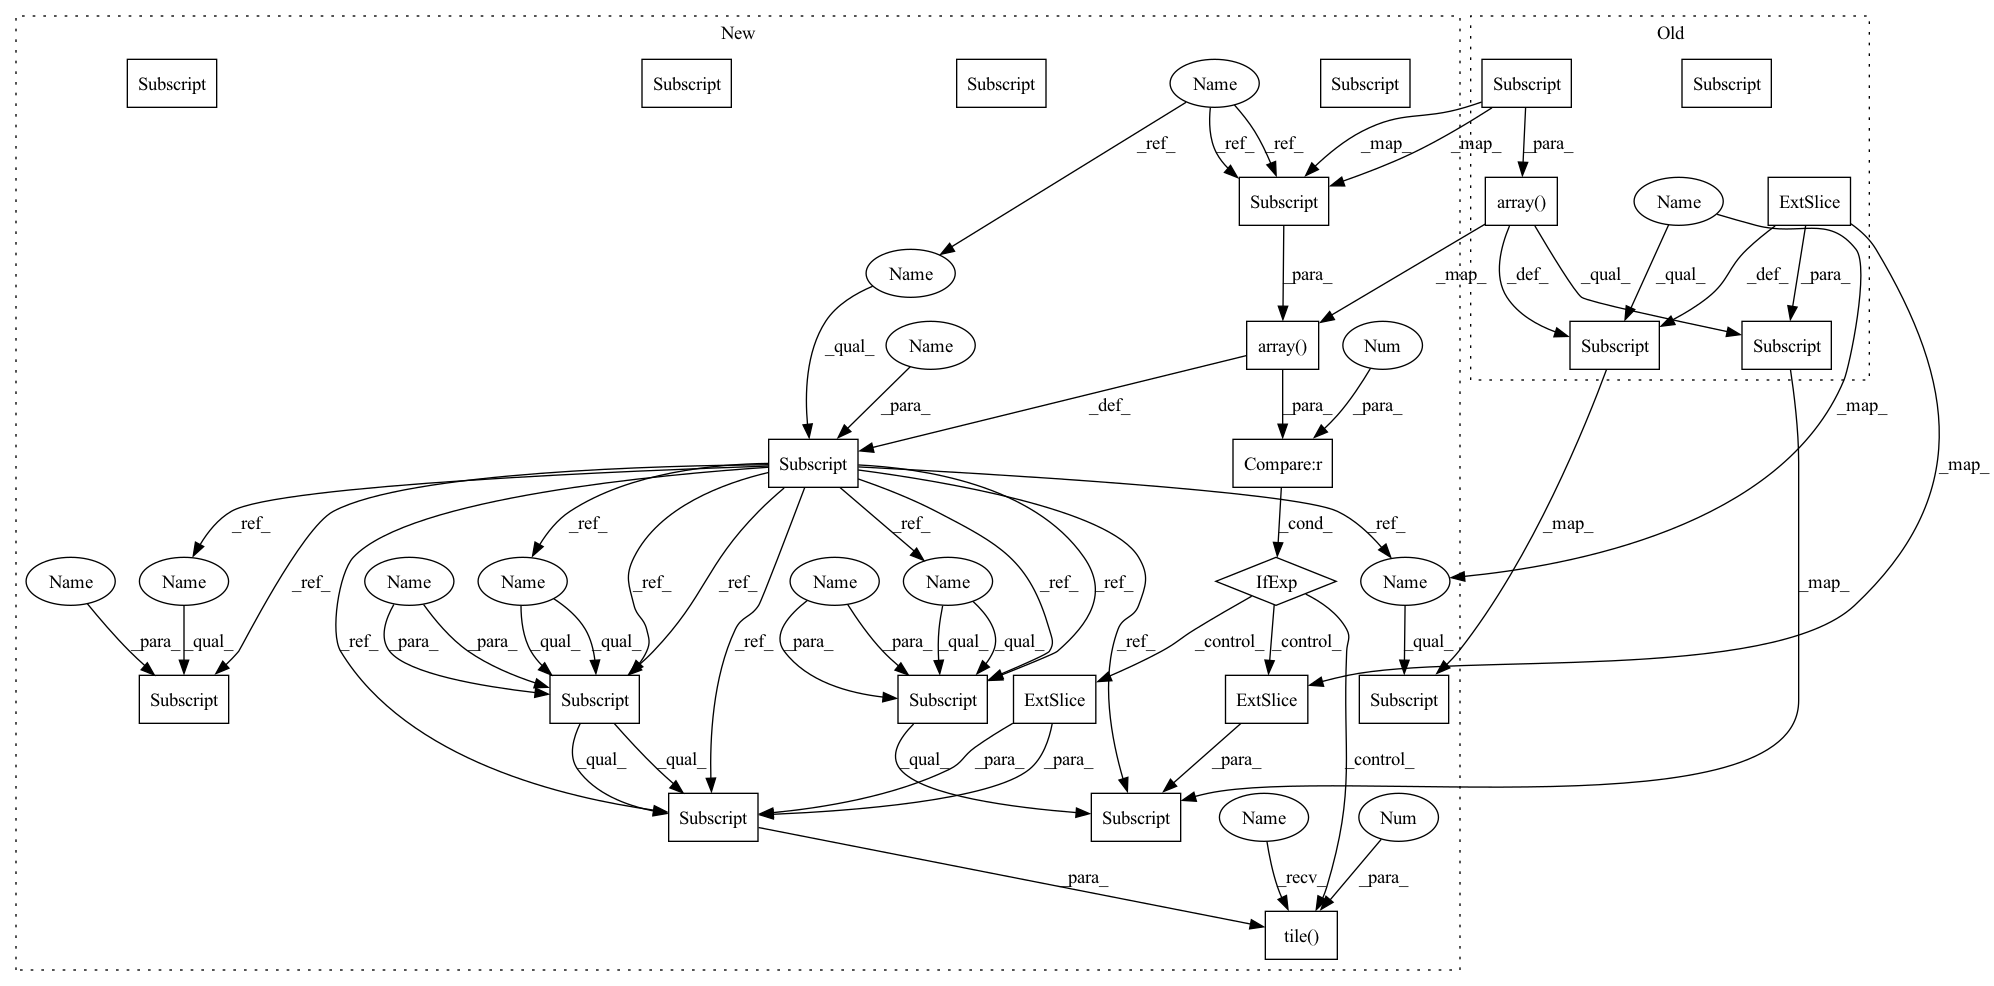 New
Old
Subscript
Subscript
Subscript
Name
Subscript
Subscript
Subscript
_ref_
_ref_
_ref_
_map_
_map_
_para_
Subscript
array()
Name
ExtSlice
Name
_para_
_map_
_def_
_qual_
_qual_
_def_
_para_
_qual_
Name
array()
Num
Subscript
Subscript
_para_
_def_
_para_
_para_
_map_
Subscript
Compare:r
_map_
_ref_
_ref_
_ref_
_cond_
_ref_
_map_
Name
Name
Name
Name
Name
Name
IfExp
Name
_ref_
_ref_
_ref_
_ref_
_ref_
_map_
_para_
_qual_
_ref_
_para_
_para_
_qual_
_qual_
_ref_
_para_
_para_
_qual_
_qual_
_ref_
_control_
_control_
_qual_
Subscript
Subscript
Subscript
ExtSlice
ExtSlice
Subscript
_qual_
_qual_
_qual_
_para_
_para_
_para_
_control_
Subscript
Subscript
Name
Num
_para_
_recv_
_para_
tile()